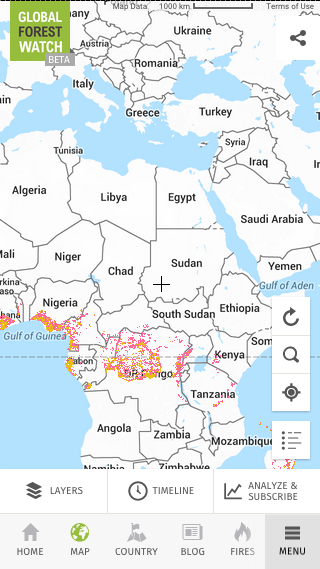 Map Data 1000 km Terms of Use
GLOBAL
FOREST
WATCH
BETA
Ukraine
Austria
Romania
Italy
Greece
Turkey
Tunisia
Syria
Iraq
Algeria
Libya
Egypt
Saudi Arabia
Mali
Niger
Chad
Sudan
Yemen
Gulf of Aden
Nigeria
South Sudan
Ethiopia
Gulf of Guinea
Gabon
DR Congo
Kenya
Tanzania
Angola
Zambia
Mozambique
Namibia
Zimbabwe
LAYERS
TIMELINE
ANALYZE &
SUBSCRIBE
HOME
MAP
COUNTRY
BLOG
FIRES
MENU